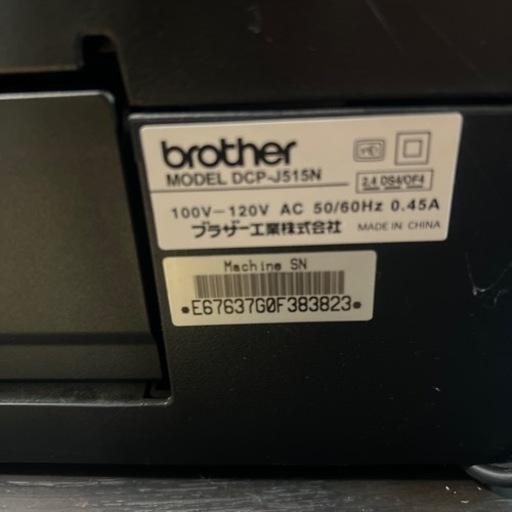 brother
MODEL DCP-J515N
2.4 DS4/OF4
100V-120V AC 50/60Hz 0.45A
ブラザー工業株式会社 MADE IN CHINA
Machine SN
E67637G0F383823